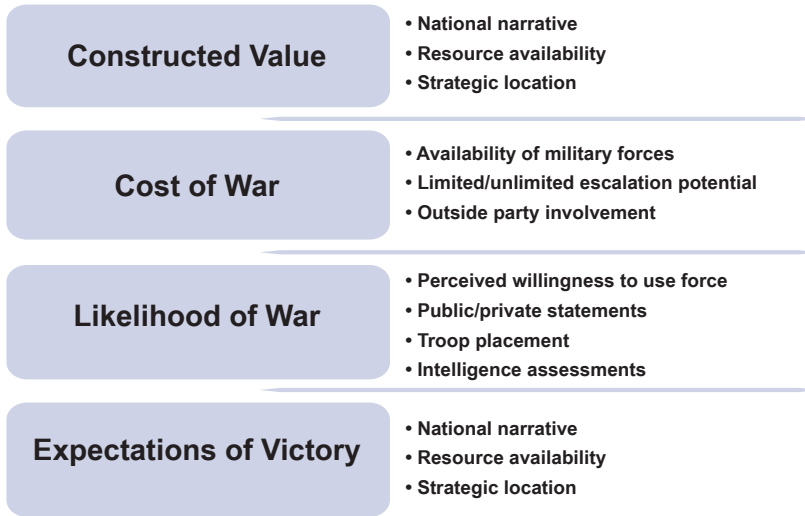 Constructed Value
• National narrative
• Resource availability
• Strategic location
Cost of War
• Availability of military forces
• Limited/unlimited escalation potential
• Outside party involvement
Likelihood of War
• Perceived willingness to use force
• Public/private statements
• Troop placement
• Intelligence assessments
Expectations of Victory
• National narrative
• Resource availability
• Strategic location